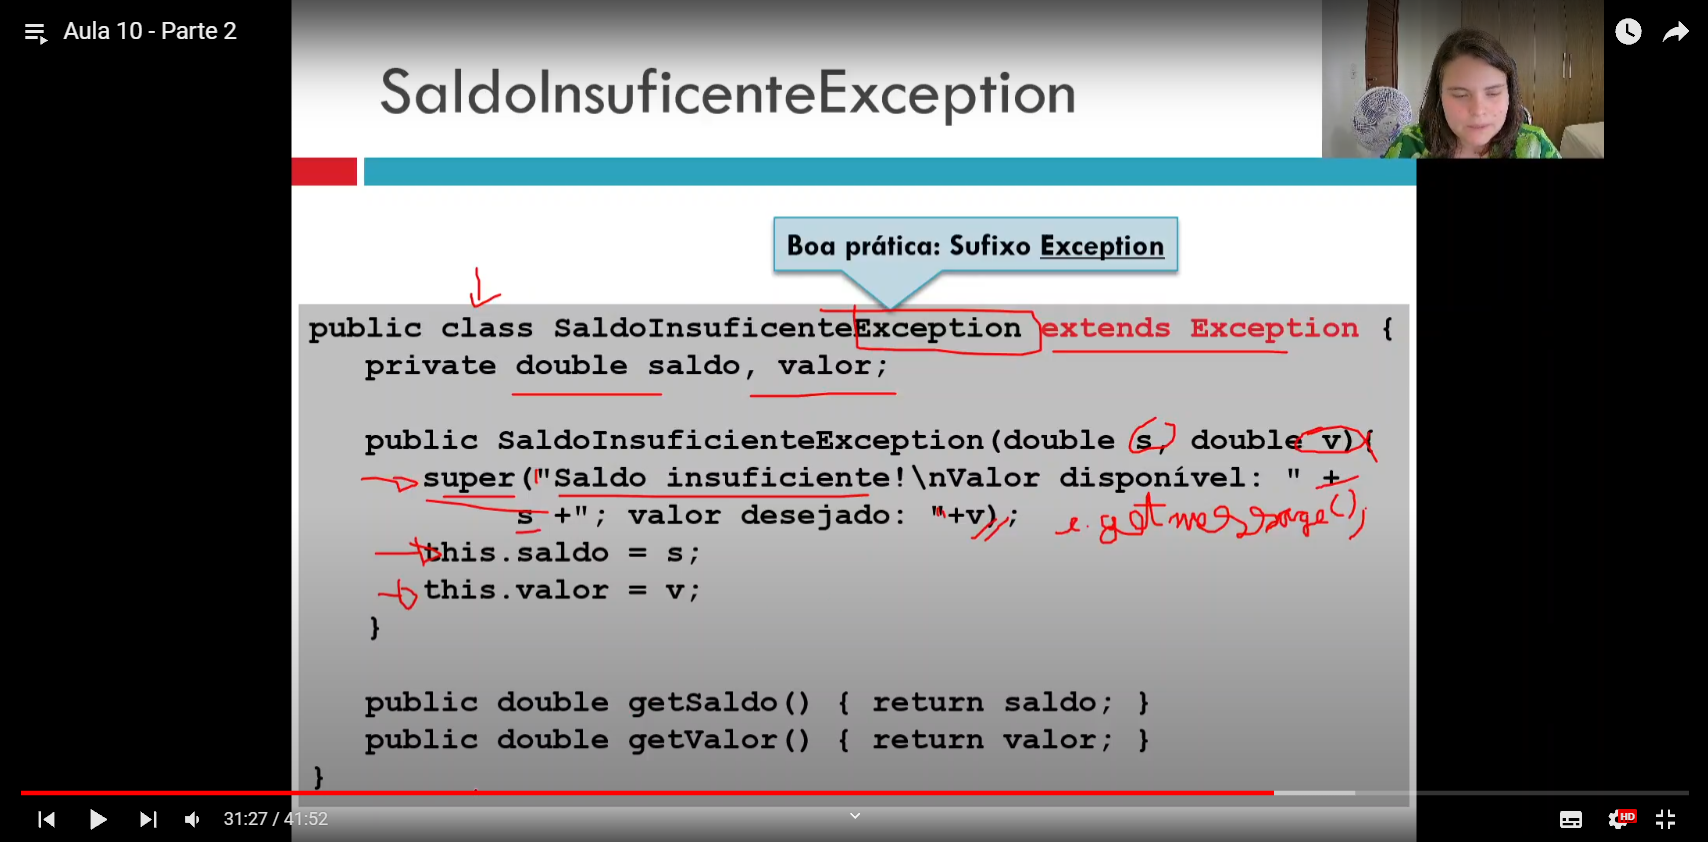 Aula 10 - Parte 2
SaldoInsuficenteException
Boa prática: Sufixo Exception
public class SaldoInsuficenteException extends Exception {
private double saldo, valor;
public SaldoInsuficienteException(double s, double v){
super("Saldo insuficiente!\nValor disponível: " +
s +"; valor desejado: "+v);
e.getmessage();
this.saldo = s;
this.valor = v;
}
public double getSaldo() { return saldo; }
public double getValor() { return valor; }
}
31:27 / 41:52
HD